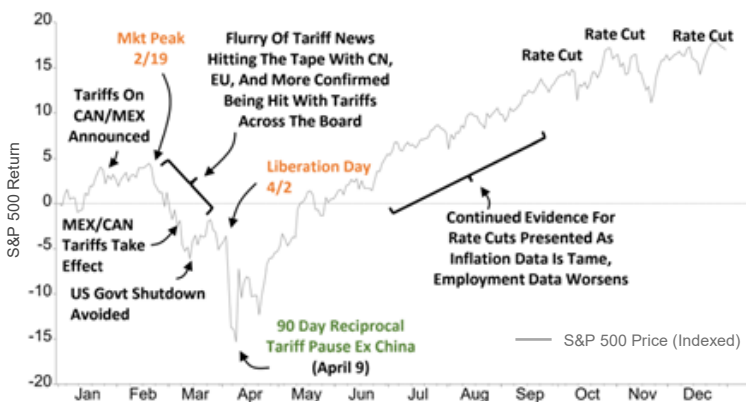 20
15
10
5
0
-5
-10
-15
-20
S&P 500 Return
Mkt Peak
2/19
Tariffs On
CAN/MEX
Announced
Flurry Of Tariff News
Hitting The Tape With CN,
EU, And More Confirmed
Being Hit With Tariffs
Across The Board
Liberation Day
4/2
MEX/CAN
Tariffs Take
Effect
US Govt Shutdown
Avoided
90 Day Reciprocal
Tariff Pause Ex China
(April 9)
Rate Cut
Rate Cut
Rate Cut
Continued Evidence For
Rate Cuts Presented As
Inflation Data Is Tame,
Employment Data Worsens
S&P 500 Price (Indexed)
Jan Feb Mar Apr May Jun Jul Aug Sep Oct Nov Dec